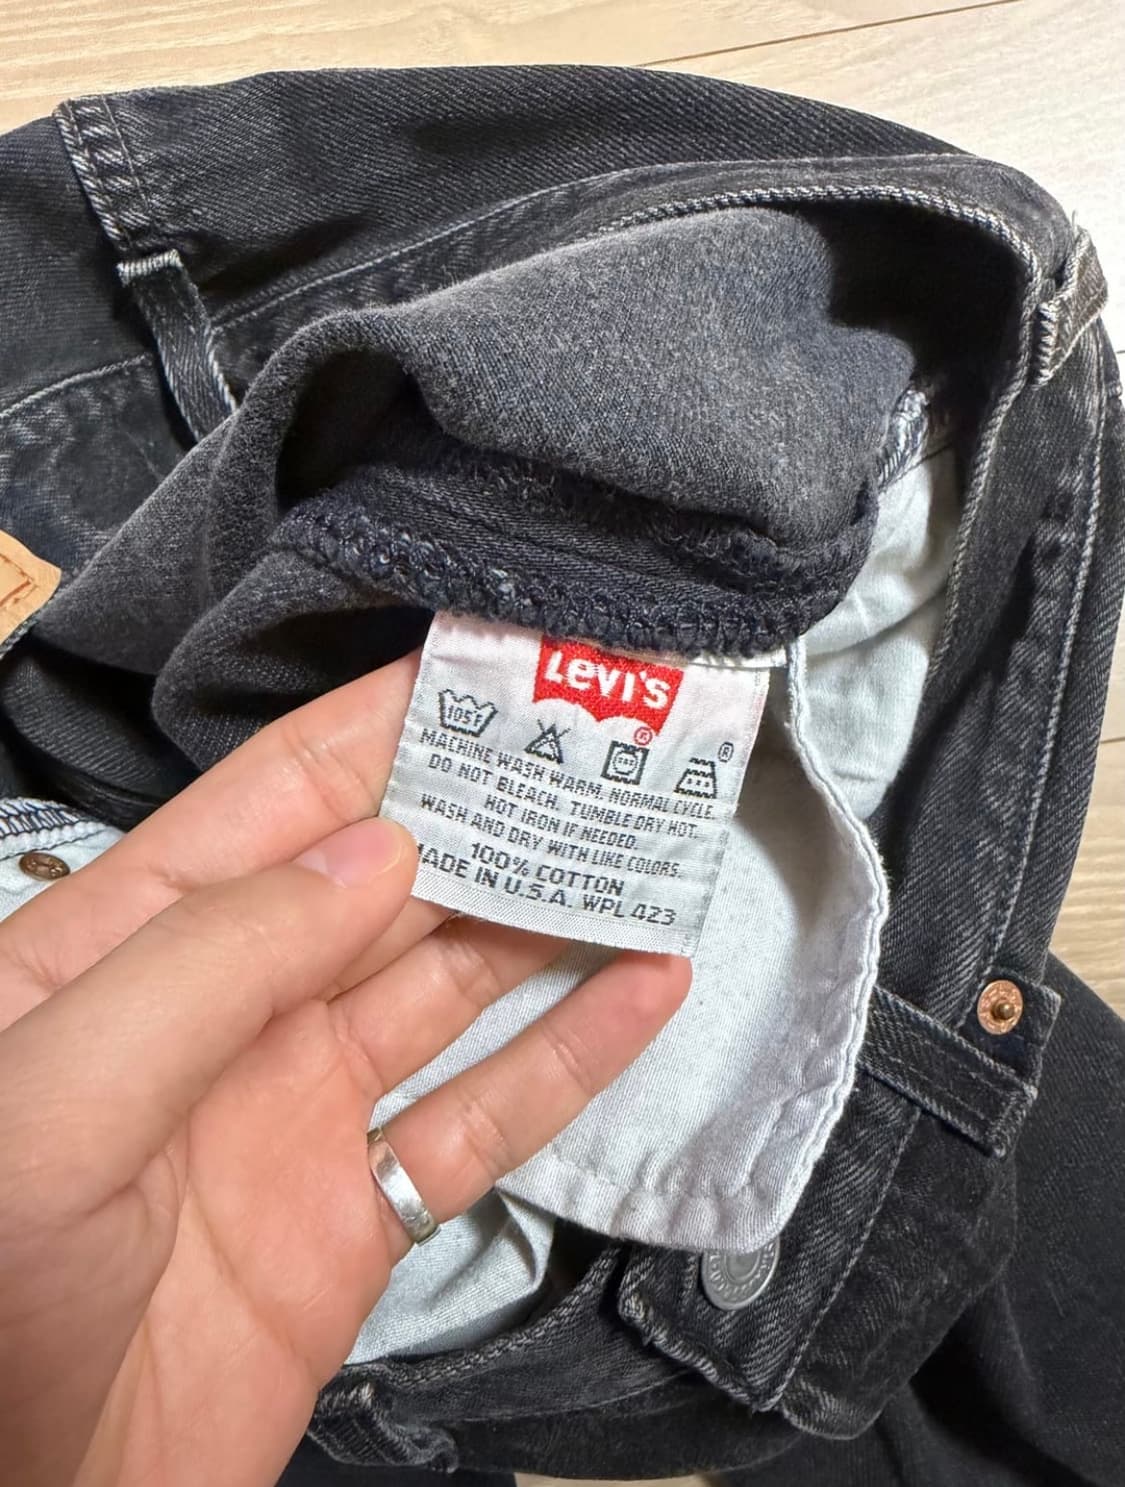 Levi's
®
105F
®
MACHINE WASH WARM. NORMAL CYCLE.
DO NOT BLEACH. TUMBLE DRY HOT.
HOT IRON IF NEEDED.
WASH AND DRY WITH LIKE COLORS.
100% COTTON
ADE IN U.S.A. WPL 423